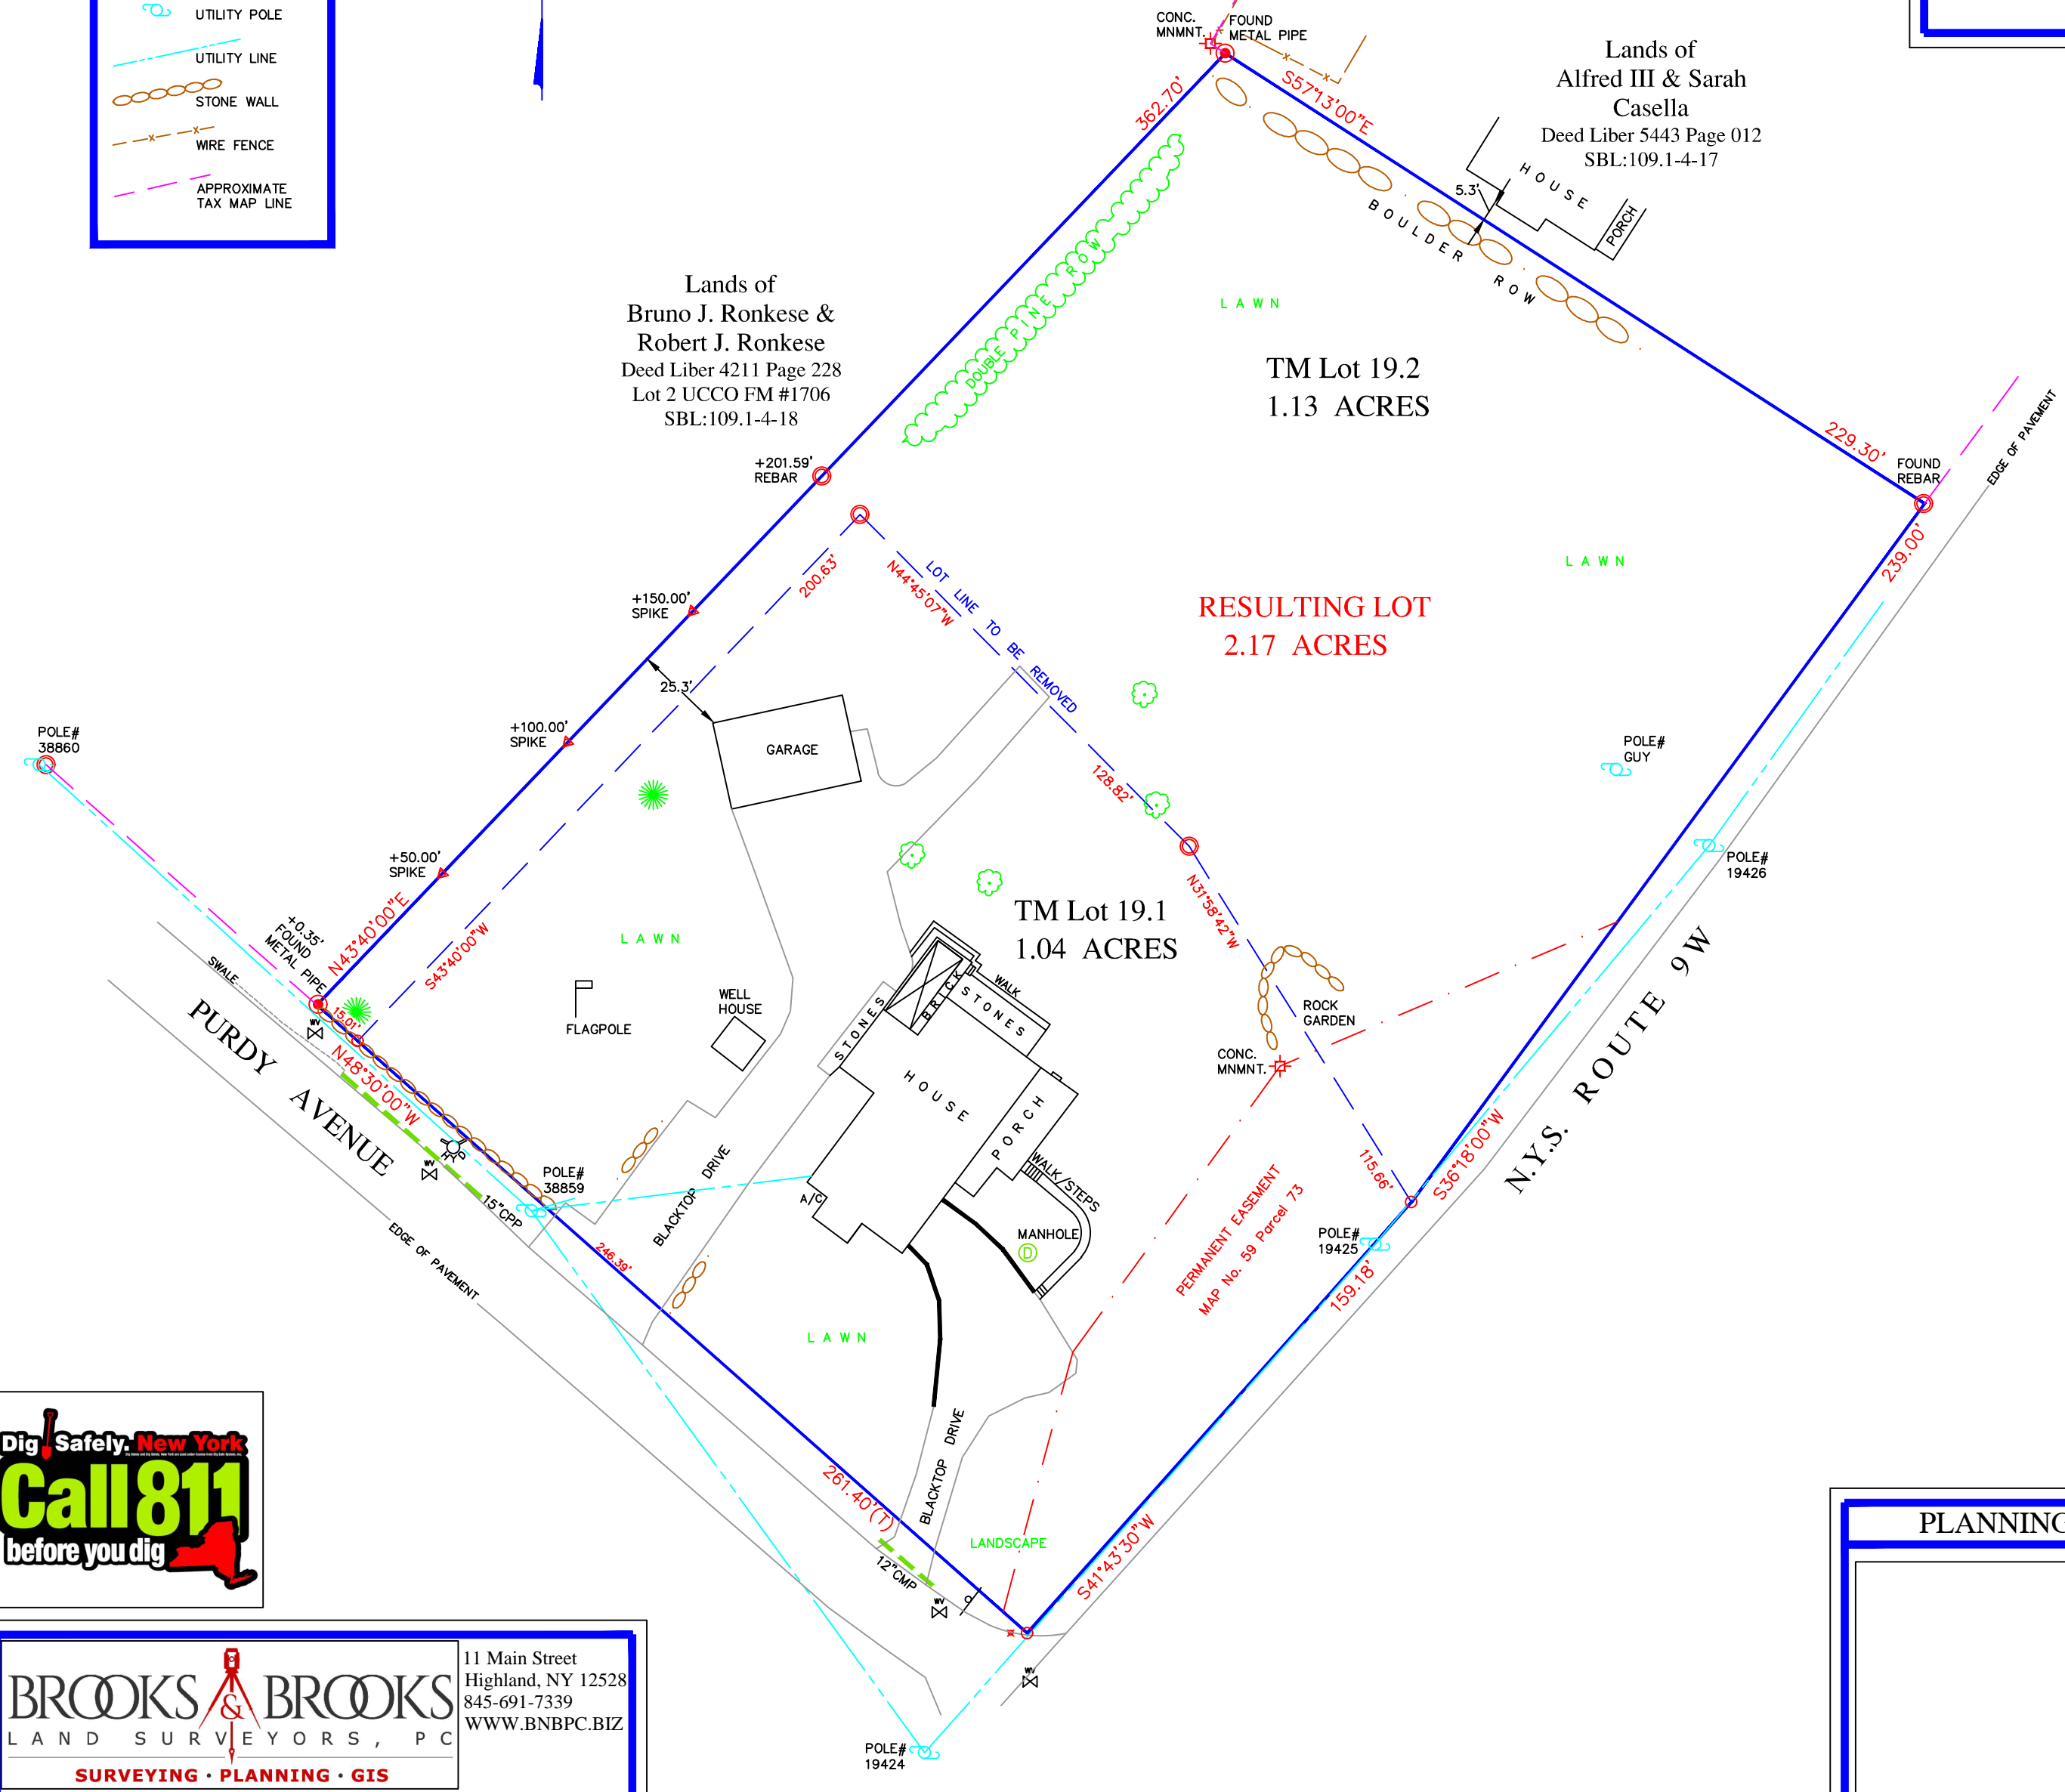 UTILITY POLE
UTILITY LINE
STONE WALL
WIRE FENCE
APPROXIMATE
TAX MAP LINE
CONC.
MNMNT.
FOUND
METAL PIPE
362.70'
S57°13'00"E
Lands of
Alfred III & Sarah
Casella
Deed Liber 5443 Page 012
SBL:109.1-4-17
HOUSE
PORCH
5.3'
BOULDER ROW
DOUBLE PINE ROW
LAWN
Lands of
Bruno J. Ronkese &
Robert J. Ronkese
Deed Liber 4211 Page 228
Lot 2 UCCO FM #1706
SBL:109.1-4-18
TM Lot 19.2
1.13 ACRES
229.30'
FOUND
REBAR
EDGE OF PAVEMENT
+201.59'
REBAR
239.00'
LAWN
200.63'
N44°45'07"W
LOT LINE TO BE REMOVED
+150.00'
SPIKE
RESULTING LOT
2.17 ACRES
25.3'
+100.00'
SPIKE
GARAGE
POLE#
38860
POLE#
GUY
128.82'
POLE#
19426
+50.00'
SPIKE
TM Lot 19.1
1.04 ACRES
N31°58'42"W
N43°40'00"E
S43°40'00"W
LAWN
+0.35'
FOUND
METAL PIPE
SWALE
15.01'
WV
FLAGPOLE
WELL
HOUSE
STONES
BRICK
WALK
STONES
ROCK
GARDEN
CONC.
MNMNT.
N.Y.S. ROUTE 9W
PURDY AVENUE
N48°30'00"W
HYD
WV
HOUSE
PORCH
WALK/STEPS
A/C
MANHOLE
D
POLE#
38859
15"CPP
BLACKTOP DRIVE
EDGE OF PAVEMENT
246.39'
115.66'
S36°18'00"W
PERMANENT EASEMENT
MAP No. 59 Parcel 73
POLE#
19425
159.18'
LAWN
BLACKTOP DRIVE
261.40'(T)
LANDSCAPE
S41°43'30"W
12"CMP
WV
WV
POLE#
19424
Dig Safely. New York
Call 811
before you dig
PLANNING
BROOKS & BROOKS
LAND SURVEYORS, PC
SURVEYING · PLANNING · GIS
11 Main Street
Highland, NY 12528
845-691-7339
WWW.BNBPC.BIZ